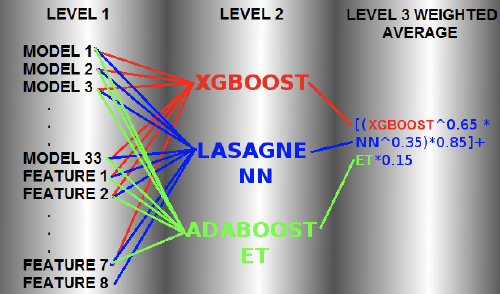 LEVEL 1
MODEL 1
MODEL 2
MODEL 3
.
.
.
MODEL 33
FEATURE 1
FEATURE 2
.
.
.
FEATURE 7
FEATURE 8
LEVEL 2
XGBOOST
LASAGNE
NN
ADABOOST
ET
LEVEL 3 WEIGHTED
AVERAGE
[(XGBOOST^0.65 *
NN^0.35)*0.85]+
ET*0.15